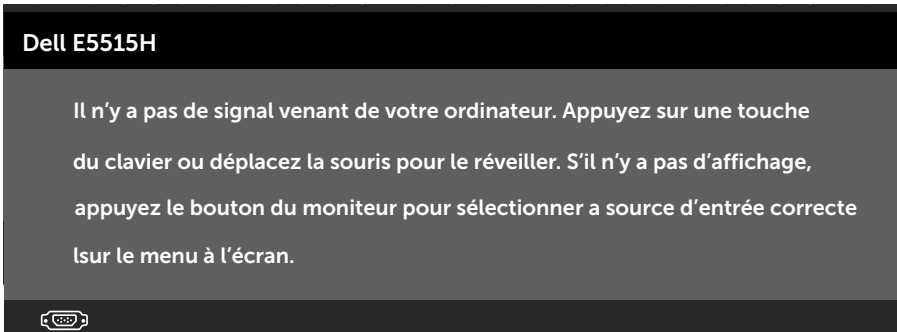 Dell E5515H
Il n’y a pas de signal venant de votre ordinateur. Appuyez sur une touche
du clavier ou déplacez la souris pour le réveiller. S’il n’y a pas d’affichage,
appuyez le bouton du moniteur pour sélectionner a source d’entrée correcte
lsur le menu à l’écran.